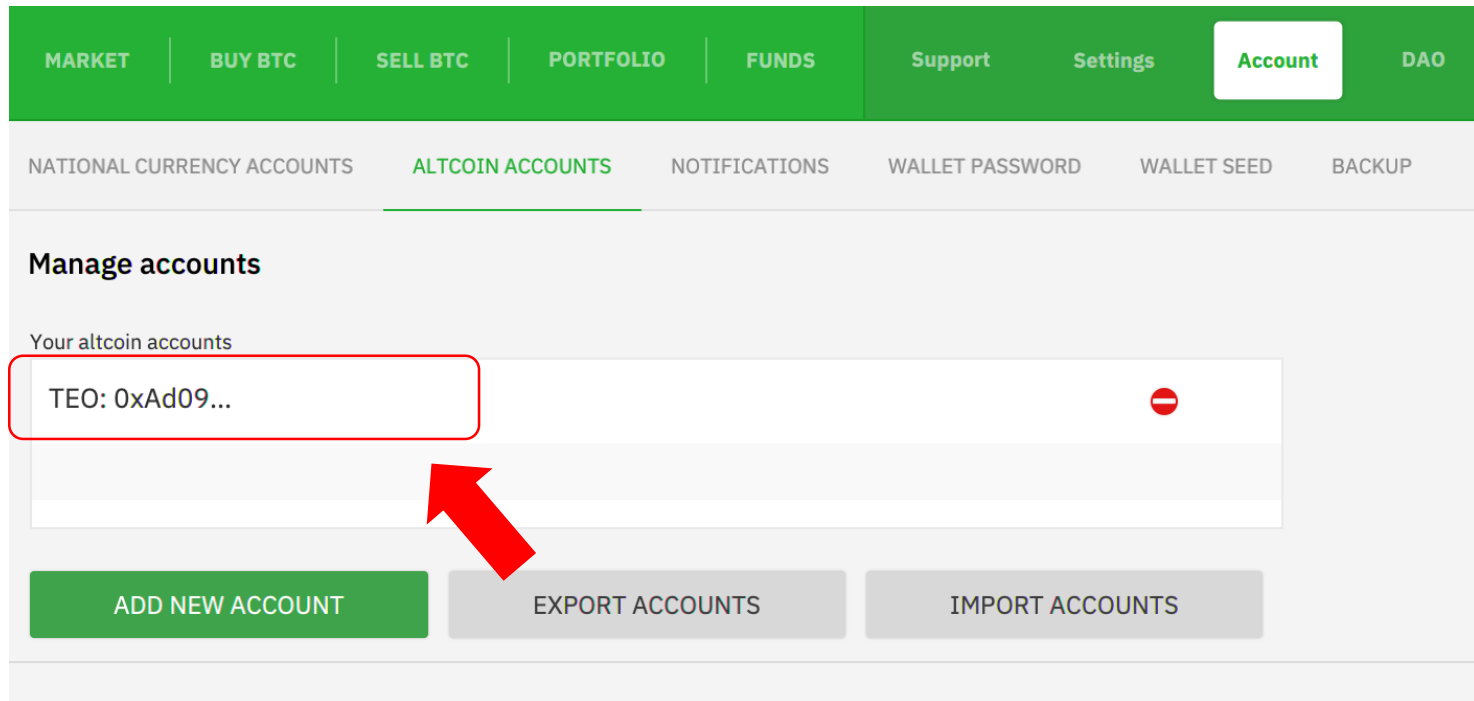 MARKET BUY BTC SELL BTC PORTFOLIO FUNDS Support Settings Account DAO
NATIONAL CURRENCY ACCOUNTS ALTCOIN ACCOUNTS NOTIFICATIONS WALLET PASSWORD WALLET SEED BACKUP
Manage accounts
Your altcoin accounts
TEO: 0xAd09...
ADD NEW ACCOUNT EXPORT ACCOUNTS IMPORT ACCOUNTS